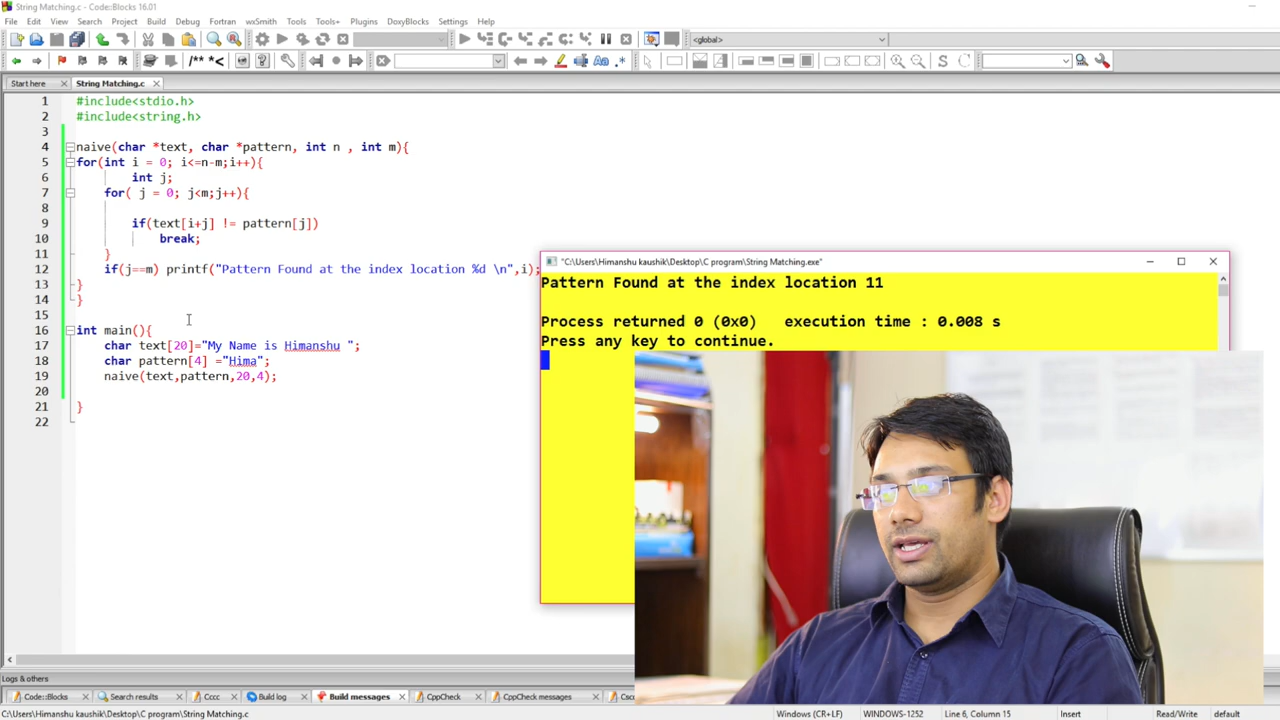 String Matching.c - Code::Blocks 16.01
File Edit View Search Project Build Debug Fortran wxSmith Tools Tools+ Plugins DoxyBlocks Settings Help
<global>
/** *<
Aa .*
S C
Start here String Matching.c
1 #include<stdio.h>
2 #include<string.h>
3
4 naive(char *text, char *pattern, int n , int m){
5 for(int i = 0; i<=n-m;i++){
6 int j;
7 for( j = 0; j<m;j++){
8
9 if(text[i+j] != pattern[j])
10 break;
11 }
12 if(j==m) printf("Pattern Found at the index location %d \n",i);
13 }
14 }
15
16 int main(){
17 char text[20]="My Name is Himanshu ";
18 char pattern[4] ="Hima";
19 naive(text,pattern,20,4);
20
21 }
22
"C:\Users\Himanshu kaushik\Desktop\C program\String Matching.exe"
Pattern Found at the index location 11
Process returned 0 (0x0) execution time : 0.008 s
Press any key to continue.
Logs & others
Code::Blocks Search results Cccc Build log Build messages CppCheck CppCheck messages Csc
C:\Users\Himanshu kaushik\Desktop\C program\String Matching.c Windows (CR+LF) WINDOWS-1252 Line 6, Column 15 Insert Read/Write default